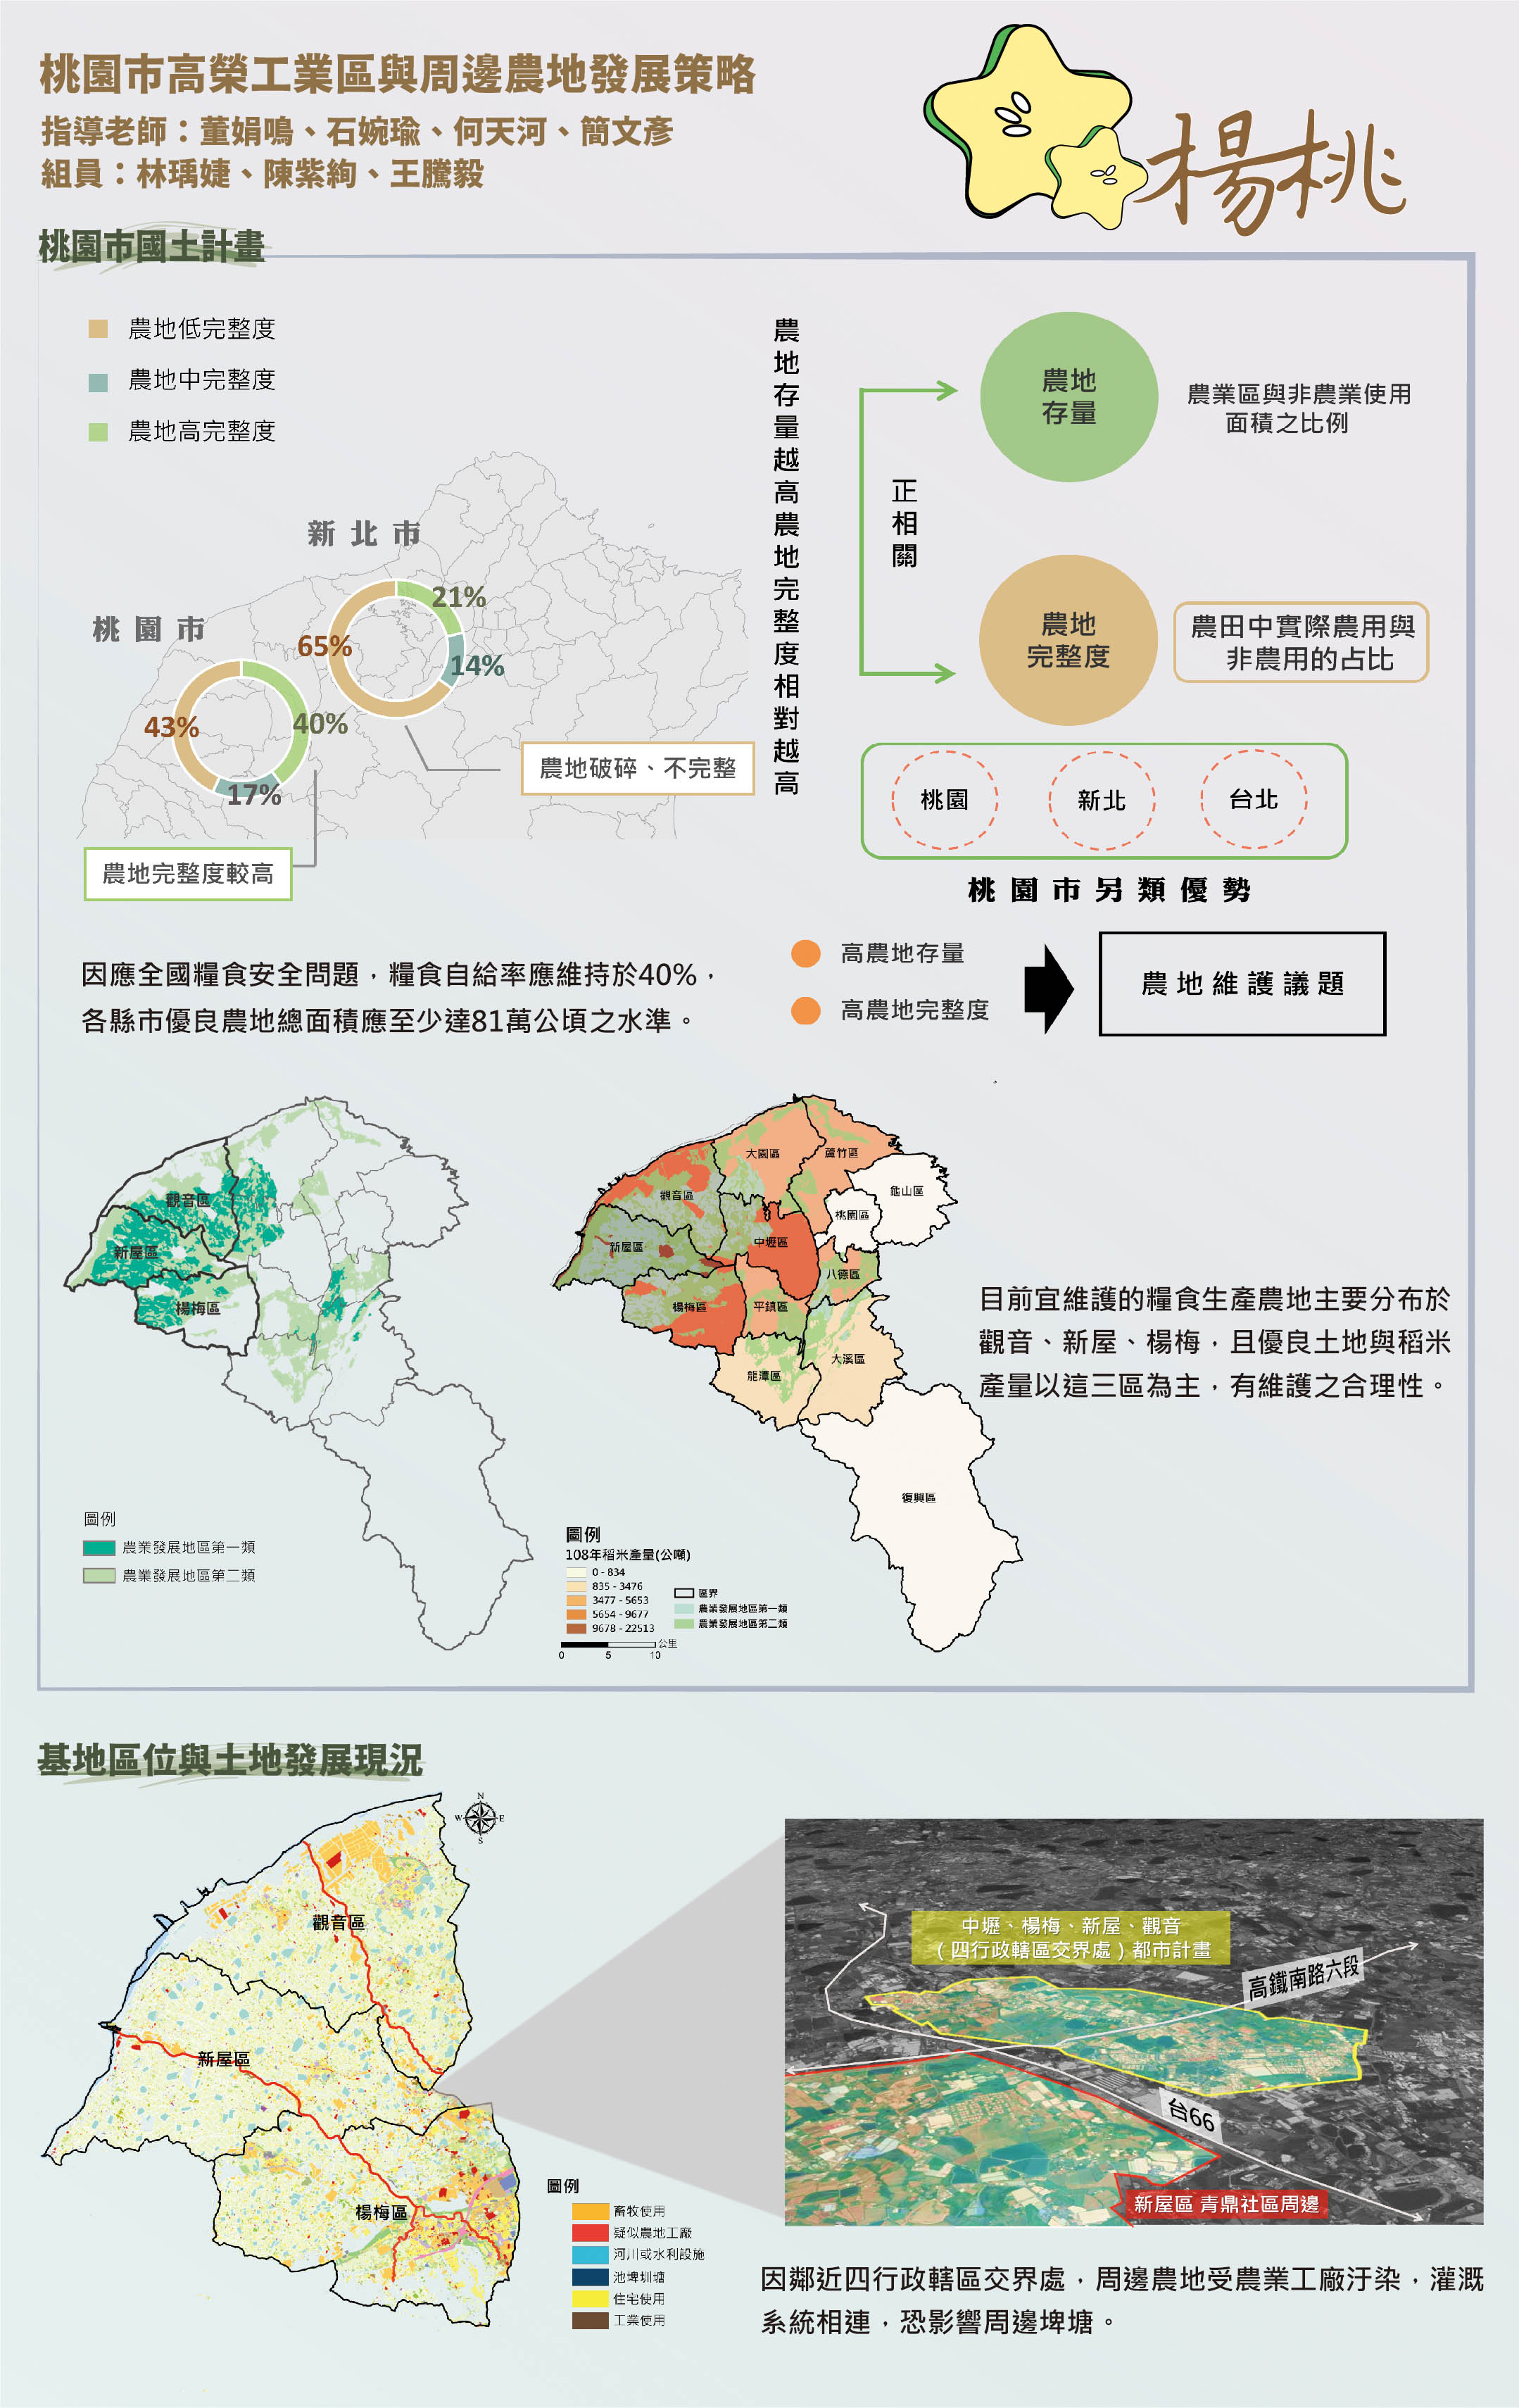 桃園市高榮工業區與周邊農地發展策略
指導老師：董娟鳴、石婉瑜、何天河、簡文彥
組員：林瑀婕、陳紫絢、王騰毅
楊桃
桃園市國土計畫
農地低完整度
農地中完整度
農地高完整度
新北市
21%
65%
14%
桃園市
43%
40%
17%
農地破碎、不完整
農地完整度較高
農地存量越高農地完整度相對越高
正相關
農地
存量
農業區與非農業使用
面積之比例
農地
完整度
農田中實際農用與
非農用的占比
桃園
新北
台北
桃園市另類優勢
高農地存量
高農地完整度
農地維護議題
因應全國糧食安全問題，糧食自給率應維持於40%，
各縣市優良農地總面積應至少達81萬公頃之水準。
觀音區
新屋區
楊梅區
圖例
農業發展地區第一類
農業發展地區第二類
大園區
蘆竹區
龜山區
觀音區
桃園區
新屋區
中壢區
八德區
楊梅區
平鎮區
大溪區
龍潭區
復興區
圖例
108年稻米產量(公噸)
0 - 834
835 - 3476
3477 - 5653
5654 - 9677
9678 - 22513
區界
農業發展地區第一類
農業發展地區第二類
公里
0 5 10
目前宜維護的糧食生產農地主要分布於
觀音、新屋、楊梅，且優良土地與稻米
產量以這三區為主，有維護之合理性。
基地區位與土地發展現況
N
W E
S
觀音區
新屋區
楊梅區
圖例
畜牧使用
疑似農地工廠
河川或水利設施
池埤圳塘
住宅使用
工業使用
中壢、楊梅、新屋、觀音
（四行政轄區交界處）都市計畫
高鐵南路六段
台66
新屋區 青鼎社區周邊
因鄰近四行政轄區交界處，周邊農地受農業工廠汙染，灌溉
系統相連，恐影響周邊埤塘。